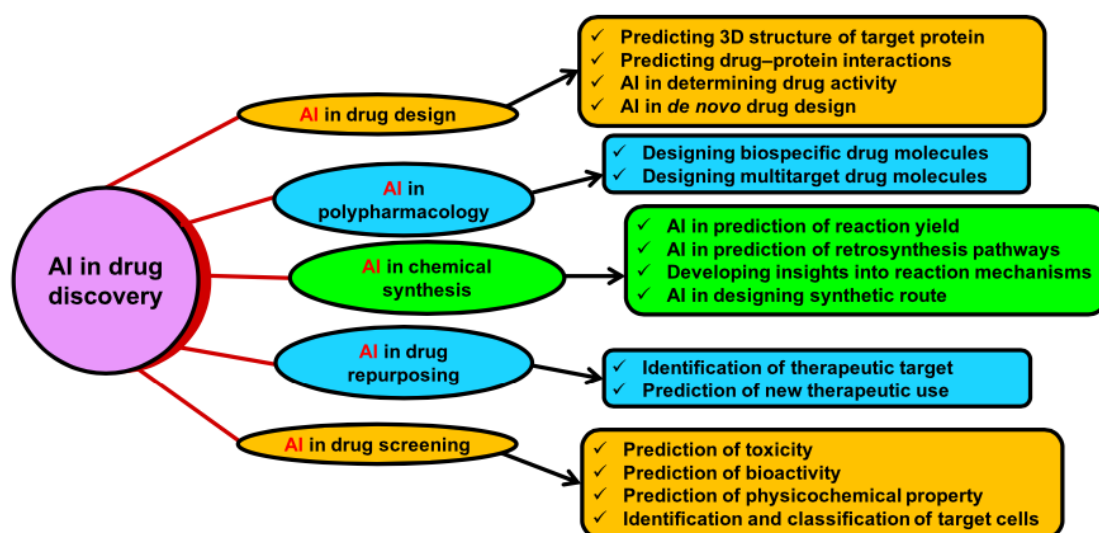 AI in drug
discovery
AI in drug design
✓ Predicting 3D structure of target protein
✓ Predicting drug–protein interactions
✓ AI in determining drug activity
✓ AI in de novo drug design
AI in
polypharmacology
✓ Designing biospecific drug molecules
✓ Designing multitarget drug molecules
AI in chemical
synthesis
✓ AI in prediction of reaction yield
✓ AI in prediction of retrosynthesis pathways
✓ Developing insights into reaction mechanisms
✓ AI in designing synthetic route
AI in drug
repurposing
✓ Identification of therapeutic target
✓ Prediction of new therapeutic use
AI in drug screening
✓ Prediction of toxicity
✓ Prediction of bioactivity
✓ Prediction of physicochemical property
✓ Identification and classification of target cells